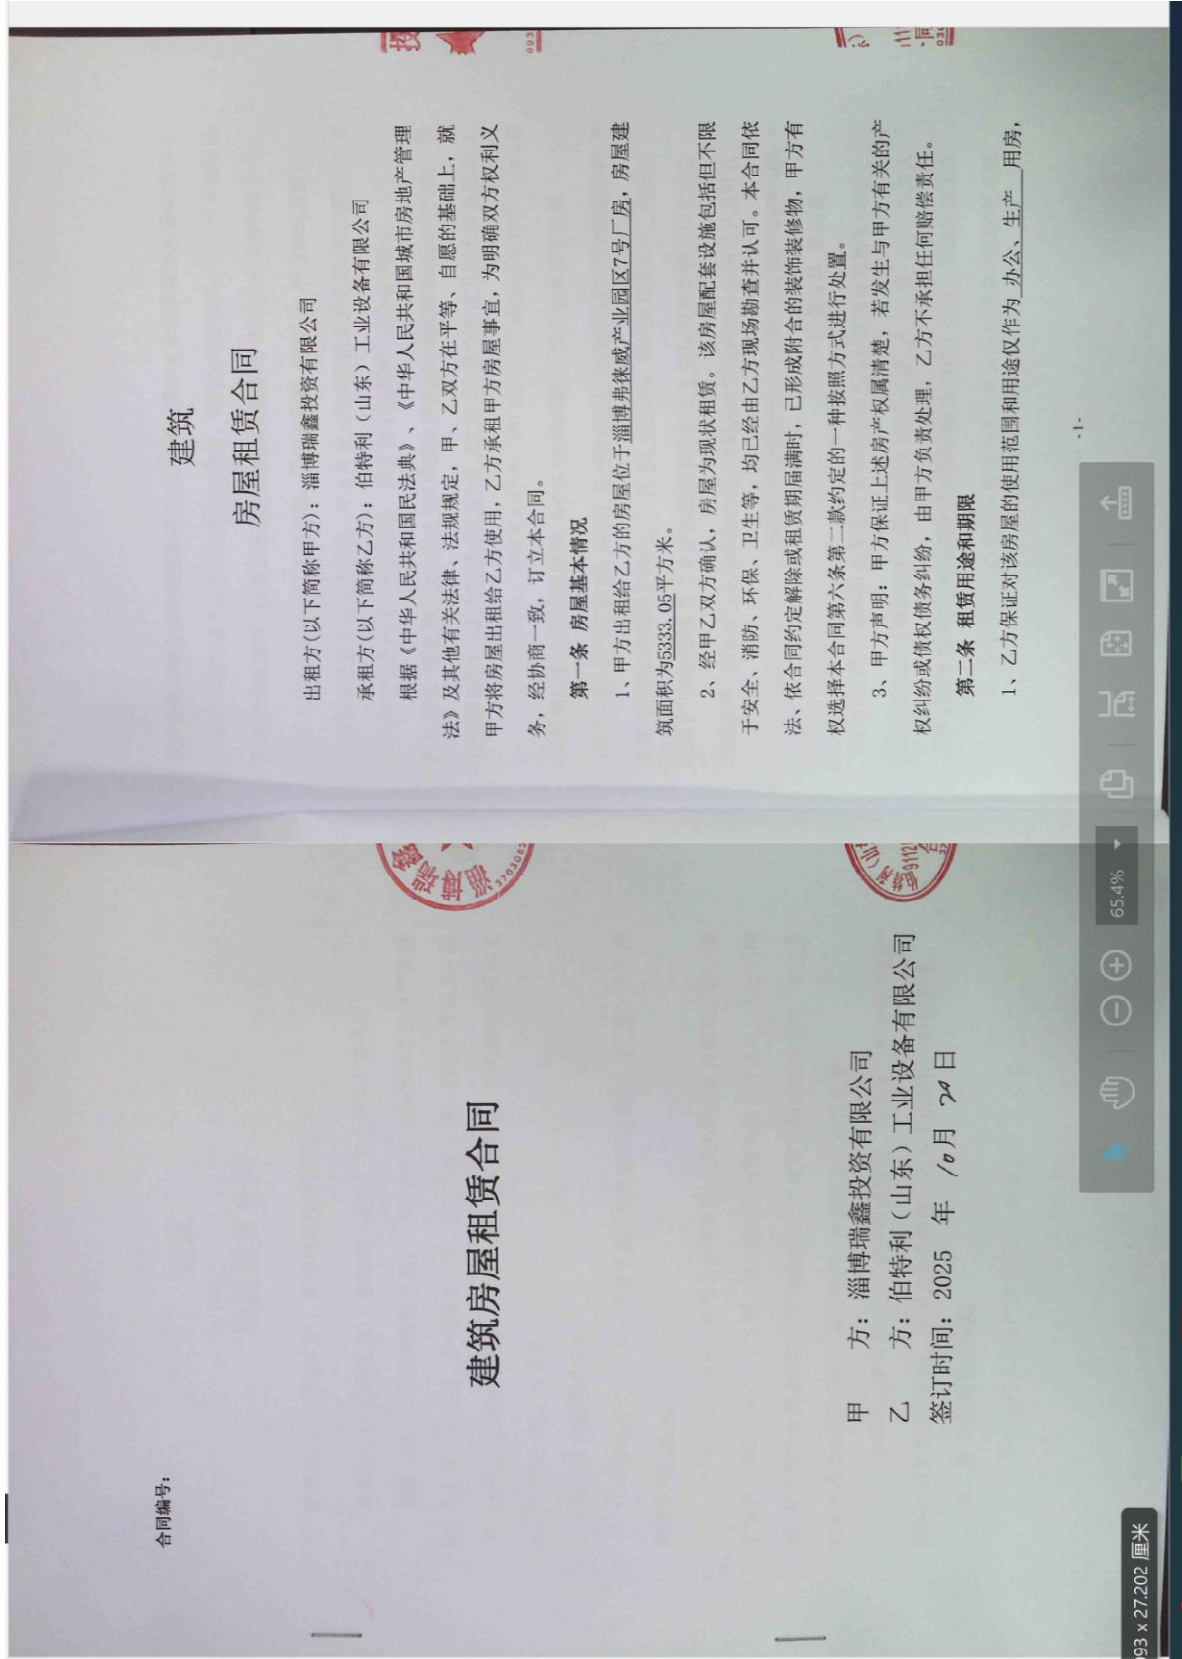 合同编号：
建筑房屋租赁合同
甲 方：淄博瑞鑫投资有限公司
乙 方：伯特利（山东）工业设备有限公司
签订时间：2025 年 10月 20日
建筑
房屋租赁合同
出租方(以下简称甲方)：淄博瑞鑫投资有限公司
承租方(以下简称乙方)：伯特利（山东）工业设备有限公司
根据《中华人民共和国民法典》、《中华人民共和国城市房地产管理
法》及其他有关法律、法规规定，甲、乙双方在平等、自愿的基础上，就
甲方将房屋出租给乙方使用，乙方承租甲方房屋事宜，为明确双方权利义
务，经协商一致，订立本合同。
第一条 房屋基本情况
1、甲方出租给乙方的房屋位于淄博弗徕威产业园区7号厂房，房屋建
筑面积为5333.05平方米。
2、经甲乙双方确认，房屋为现状租赁。该房屋配套设施包括但不限
于安全、消防、环保、卫生等，均已经由乙方现场勘查并认可。本合同依
法、依合同约定解除或租赁期届满时，已形成附合的装饰装修物，甲方有
权选择本合同第六条第二款约定的一种按照方式进行处置。
3、甲方声明：甲方保证上述房产权属清楚，若发生与甲方有关的产
权纠纷或债权债务纠纷，由甲方负责处理，乙方不承担任何赔偿责任。
第二条 租赁用途和期限
1、乙方保证对该房屋的使用范围和用途仅作为 办公、生产 用房，
-1-
65.4%
93 x 27.202 厘米